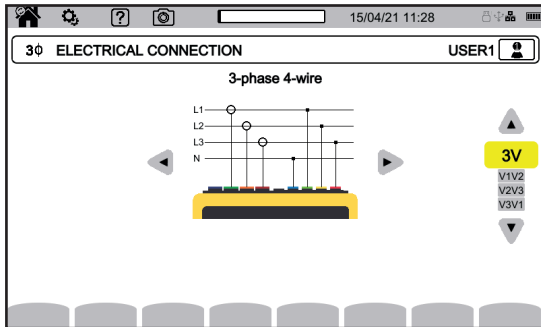 ?
15/04/21 11:28
3ϕ ELECTRICAL CONNECTION
USER1
3-phase 4-wire
L1
L2
L3
N
3V
V1V2
V2V3
V3V1